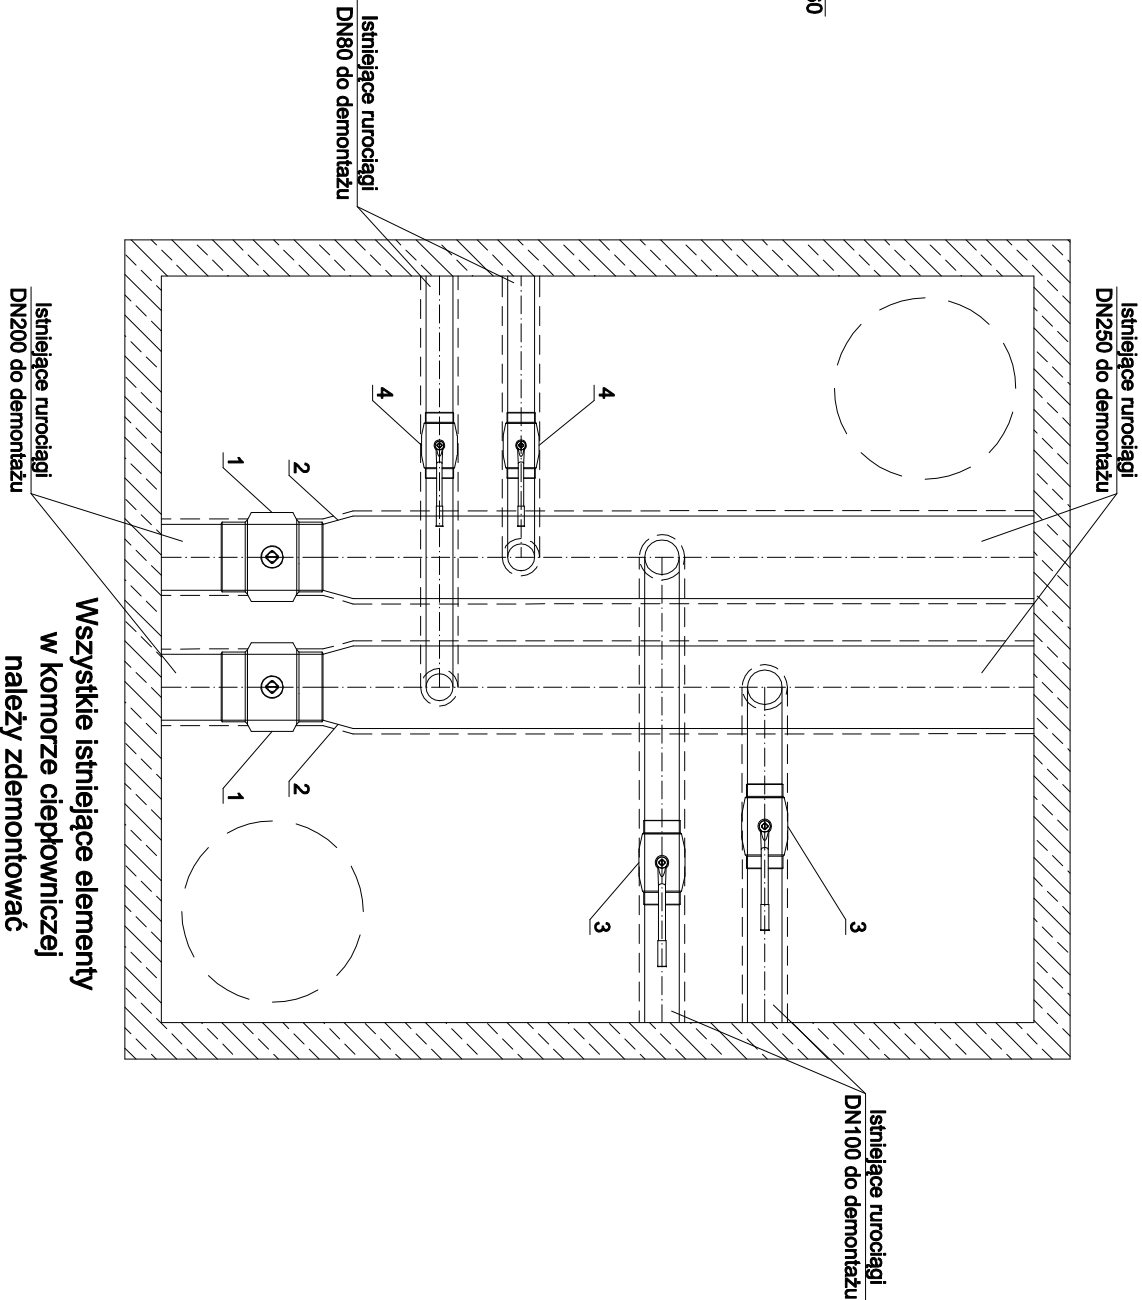 60
Istniejące rurociągi
DN80 do demontażu
Istniejące rurociągi
DN250 do demontażu
4
4
1
2
Istniejące rurociągi
DN200 do demontażu
1
2
3
3
Wszystkie istniejące elementy
w komorze ciepłowniczej
należy zdemontować
Istniejące rurociągi
DN100 do demontażu